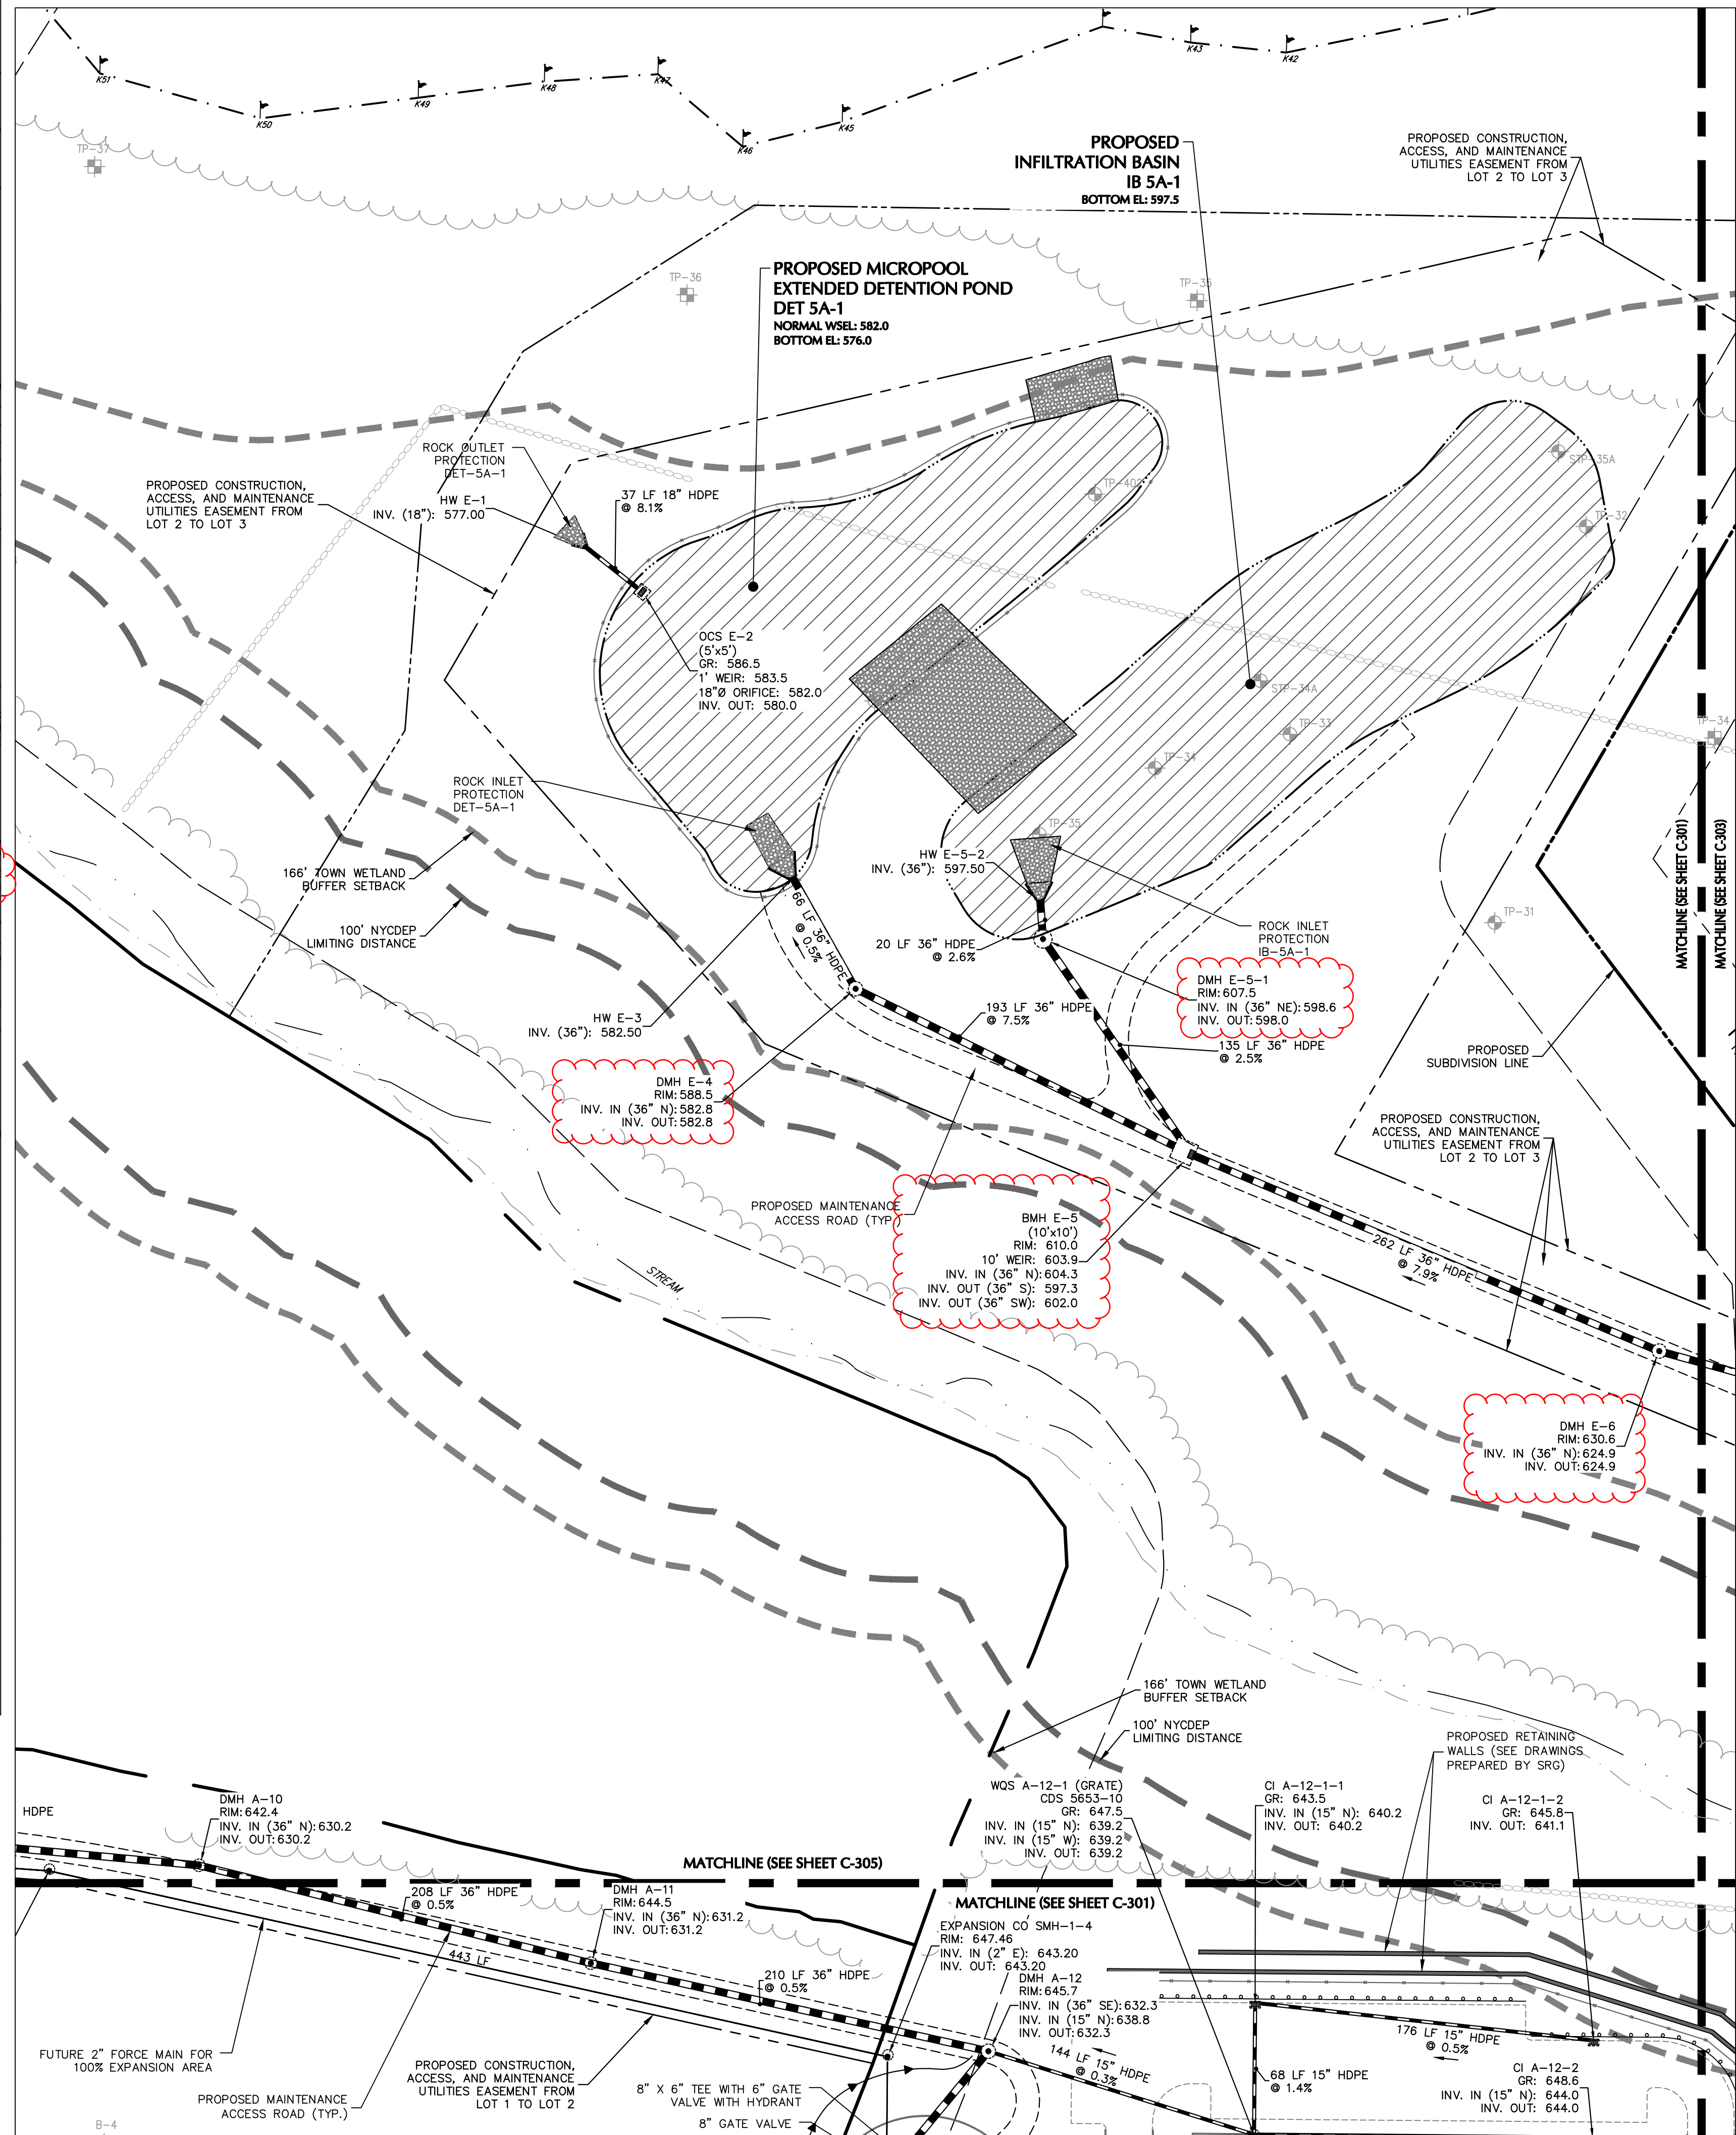 K51
K50
K49
K48
K47
K46
K45
K43
K42
TP-37
PROPOSED
INFILTRATION BASIN
IB 5A-1
BOTTOM EL: 597.5
PROPOSED CONSTRUCTION,
ACCESS, AND MAINTENANCE
UTILITIES EASEMENT FROM
LOT 2 TO LOT 3
TP-36
PROPOSED MICROPOOL
EXTENDED DETENTION POND
DET 5A-1
NORMAL WSEL: 582.0
BOTTOM EL: 576.0
TP-35
ROCK OUTLET
PROTECTION
DET-5A-1
HW E-1
INV. (18"): 577.00
37 LF 18" HDPE
@ 8.1%
PROPOSED CONSTRUCTION,
ACCESS, AND MAINTENANCE
UTILITIES EASEMENT FROM
LOT 2 TO LOT 3
TP-402
STP-35A
TP-32
OCS E-2
(5'x5')
GR: 586.5
1' WEIR: 583.5
18"Ø ORIFICE: 582.0
INV. OUT: 580.0
STP-34A
TP-33
TP-34
TP-34
ROCK INLET
PROTECTION
DET-5A-1
TP-35
MATCHLINE (SEE SHEET C-301)
MATCHLINE (SEE SHEET C-303)
HW E-5-2
INV. (36"): 597.50
166' TOWN WETLAND
BUFFER SETBACK
100' NYCDEP
LIMITING DISTANCE
66 LF 36" HDPE
@ 0.5%
20 LF 36" HDPE
@ 2.6%
ROCK INLET
PROTECTION
IB-5A-1
TP-31
DMH E-5-1
RIM: 607.5
INV. IN (36" NE): 598.6
INV. OUT: 598.0
HW E-3
INV. (36"): 582.50
193 LF 36" HDPE
@ 7.5%
135 LF 36" HDPE
@ 2.5%
PROPOSED
SUBDIVISION LINE
DMH E-4
RIM: 588.5
INV. IN (36" N): 582.8
INV. OUT: 582.8
PROPOSED CONSTRUCTION,
ACCESS, AND MAINTENANCE
UTILITIES EASEMENT FROM
LOT 2 TO LOT 3
PROPOSED MAINTENANCE
ACCESS ROAD (TYP.)
BMH E-5
(10'x10')
RIM: 610.0
10' WEIR: 603.9
INV. IN (36" N): 604.3
INV. OUT (36" S): 597.3
INV. OUT (36" SW): 602.0
262 LF 36" HDPE
@ 7.9%
STREAM
DMH E-6
RIM: 630.6
INV. IN (36" N): 624.9
INV. OUT: 624.9
166' TOWN WETLAND
BUFFER SETBACK
100' NYCDEP
LIMITING DISTANCE
PROPOSED RETAINING
WALLS (SEE DRAWINGS
PREPARED BY SRG)
HDPE
DMH A-10
RIM: 642.4
INV. IN (36" N): 630.2
INV. OUT: 630.2
WQS A-12-1 (GRATE)
CDS 5653-10
GR: 647.5
INV. IN (15" N): 639.2
INV. IN (15" W): 639.2
INV. OUT: 639.2
CI A-12-1-1
GR: 643.5
INV. IN (15" N): 640.2
INV. OUT: 640.2
CI A-12-1-2
GR: 645.8
INV. OUT: 641.1
MATCHLINE (SEE SHEET C-305)
MATCHLINE (SEE SHEET C-301)
208 LF 36" HDPE
@ 0.5%
DMH A-11
RIM: 644.5
INV. IN (36" N): 631.2
INV. OUT: 631.2
EXPANSION CO SMH-1-4
RIM: 647.46
INV. IN (2" E): 643.20
INV. OUT: 643.20
443 LF
210 LF 36" HDPE
@ 0.5%
DMH A-12
RIM: 645.7
INV. IN (36" SE): 632.3
INV. IN (15" N): 638.8
INV. OUT: 632.3
FUTURE 2" FORCE MAIN FOR
100% EXPANSION AREA
144 LF 15" HDPE
@ 0.3%
176 LF 15" HDPE
@ 0.5%
68 LF 15" HDPE
@ 1.4%
CI A-12-2
GR: 648.6
INV. IN (15" N): 644.0
INV. OUT: 644.0
PROPOSED MAINTENANCE
ACCESS ROAD (TYP.)
PROPOSED CONSTRUCTION,
ACCESS, AND MAINTENANCE
UTILITIES EASEMENT FROM
LOT 1 TO LOT 2
8" X 6" TEE WITH 6" GATE
VALVE WITH HYDRANT
8" GATE VALVE
B-4